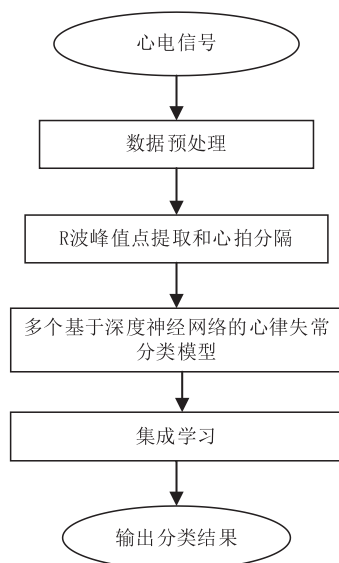 心电信号
数据预处理
R波峰值点提取和心拍分隔
多个基于深度神经网络的心律失常
分类模型
集成学习
输出分类结果